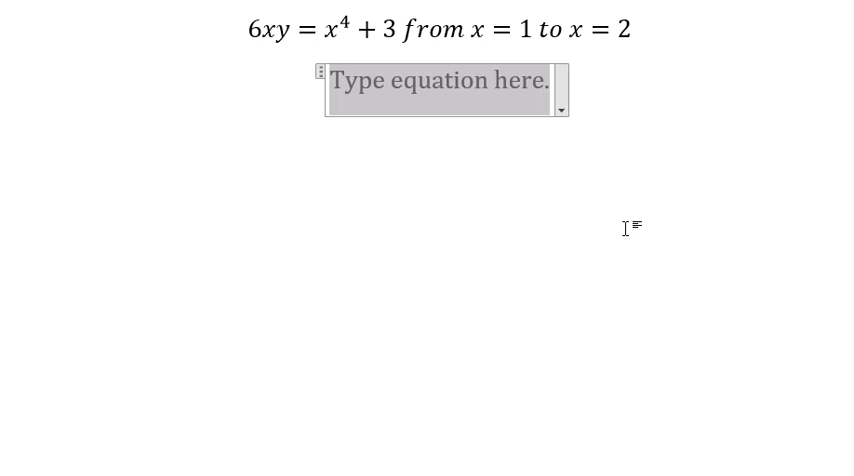 6xy = x⁴ + 3 from x = 1 to x = 2
Type equation here.